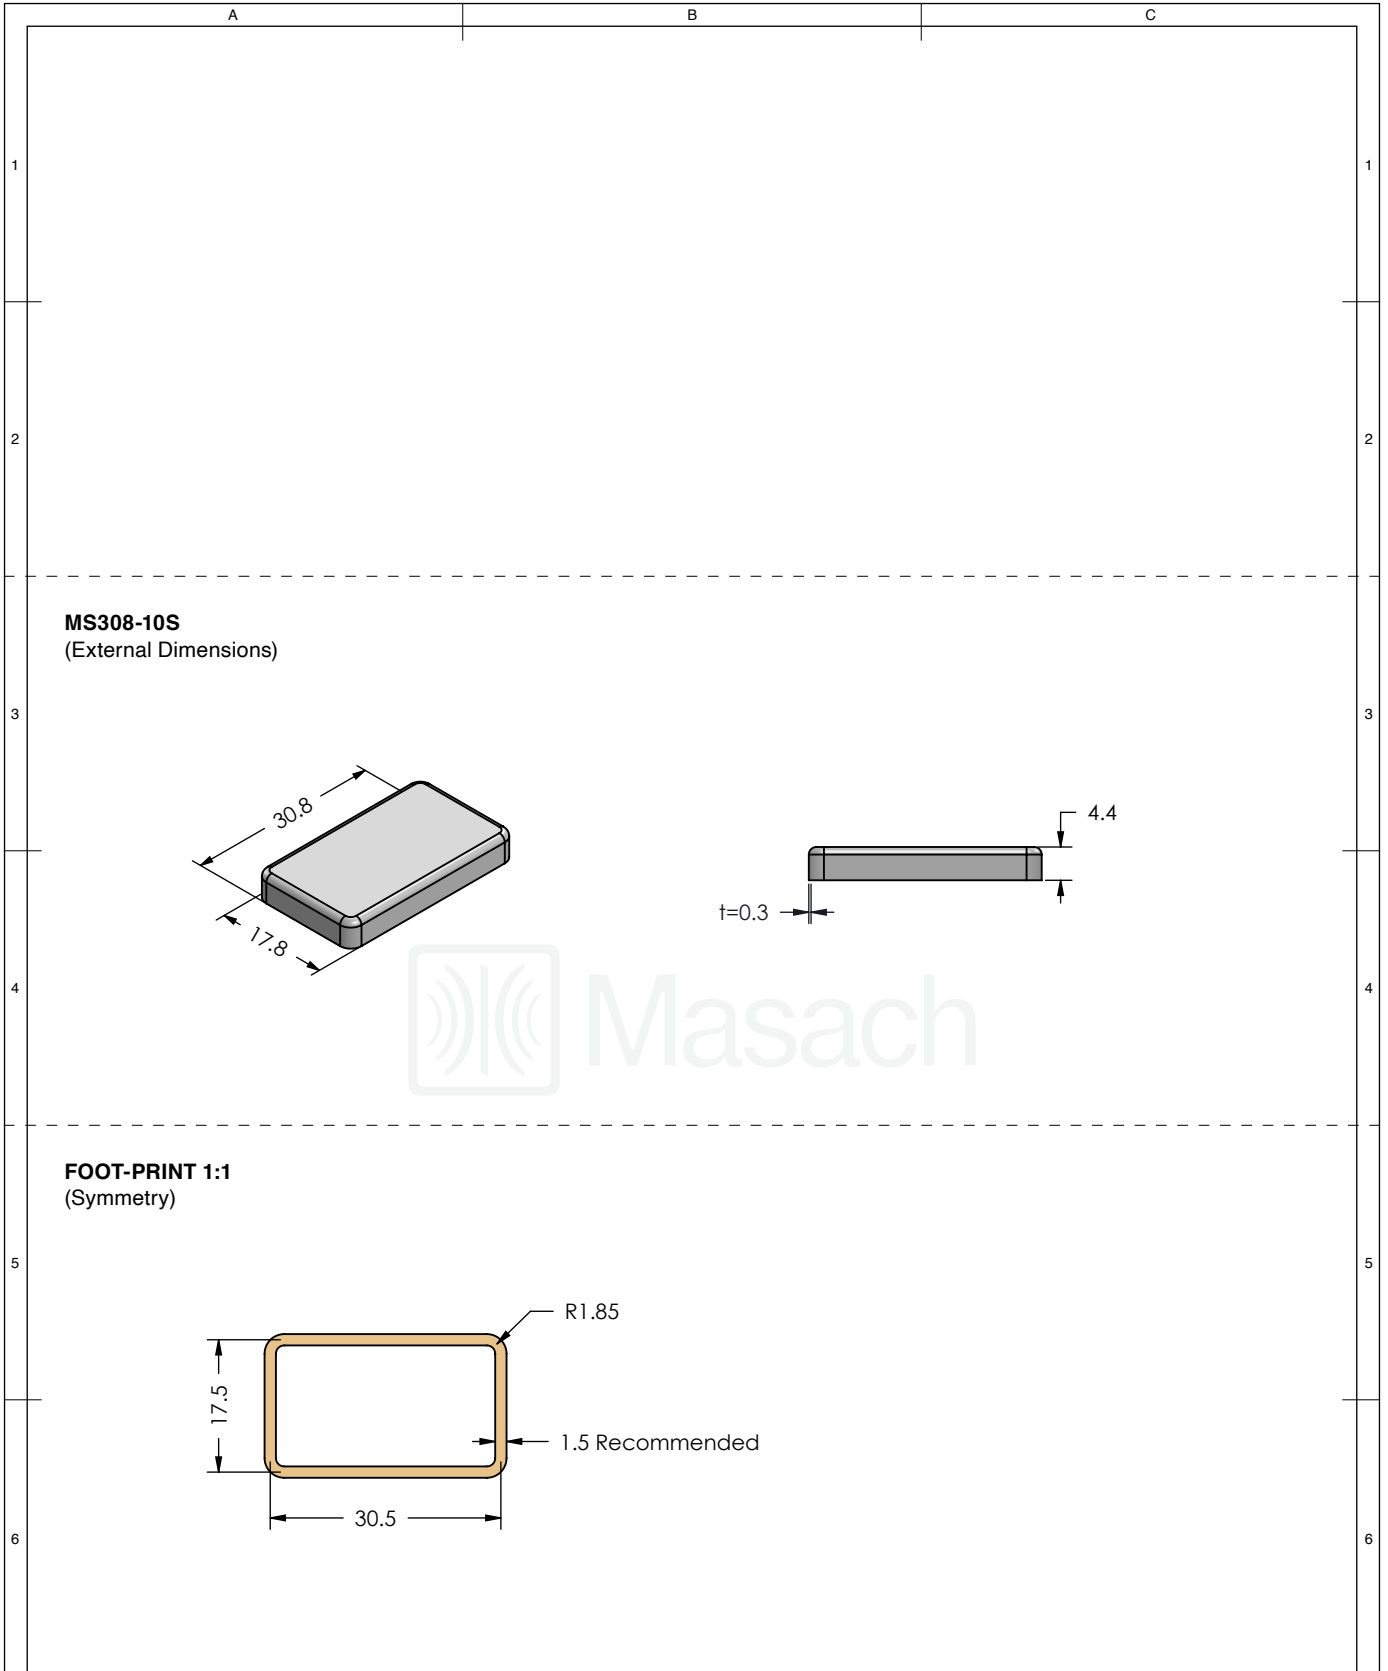 A B C
1 1
2 2
MS308-10S
(External Dimensions)
3 3
30.8
4.4
t=0.3
17.8
4 4
Masach
FOOT-PRINT 1:1
(Symmetry)
5 5
R1.85
17.5
1.5 Recommended
30.5
6 6